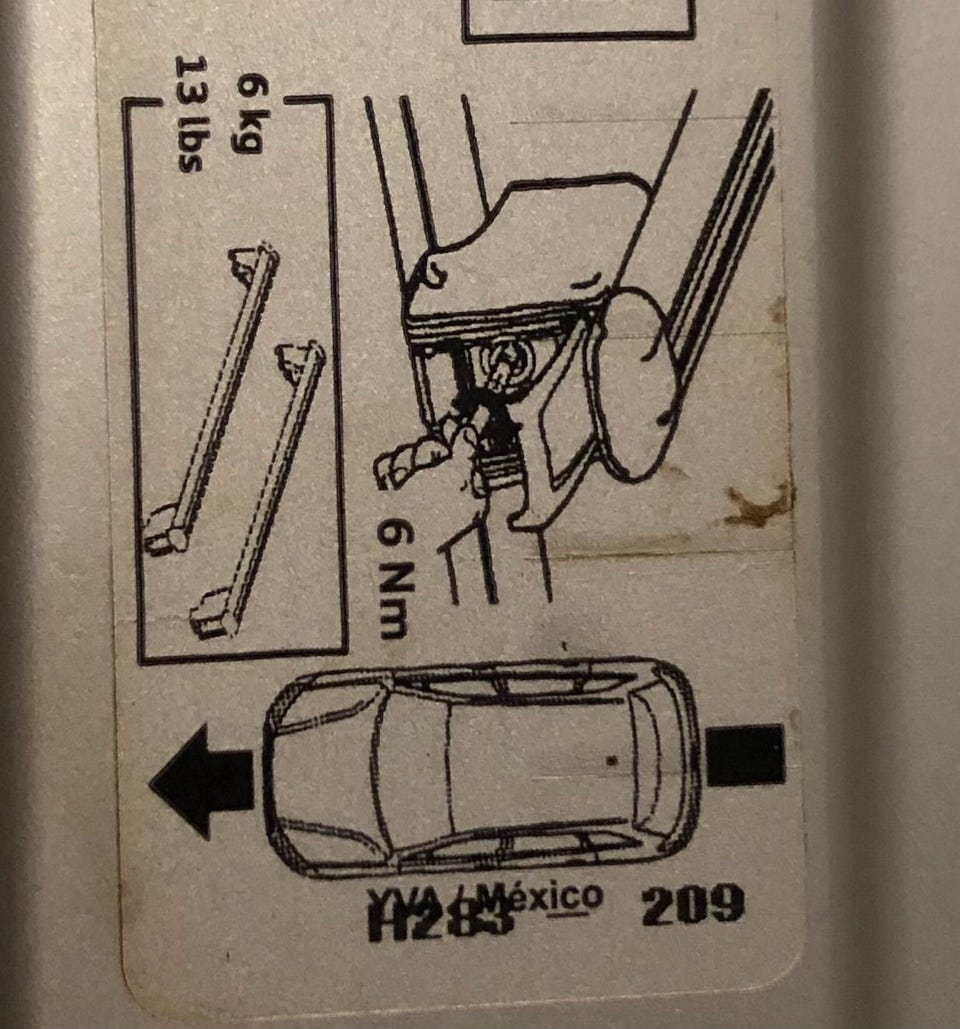 6 kg
13 lbs
6 Nm
YVA / México
H283 209